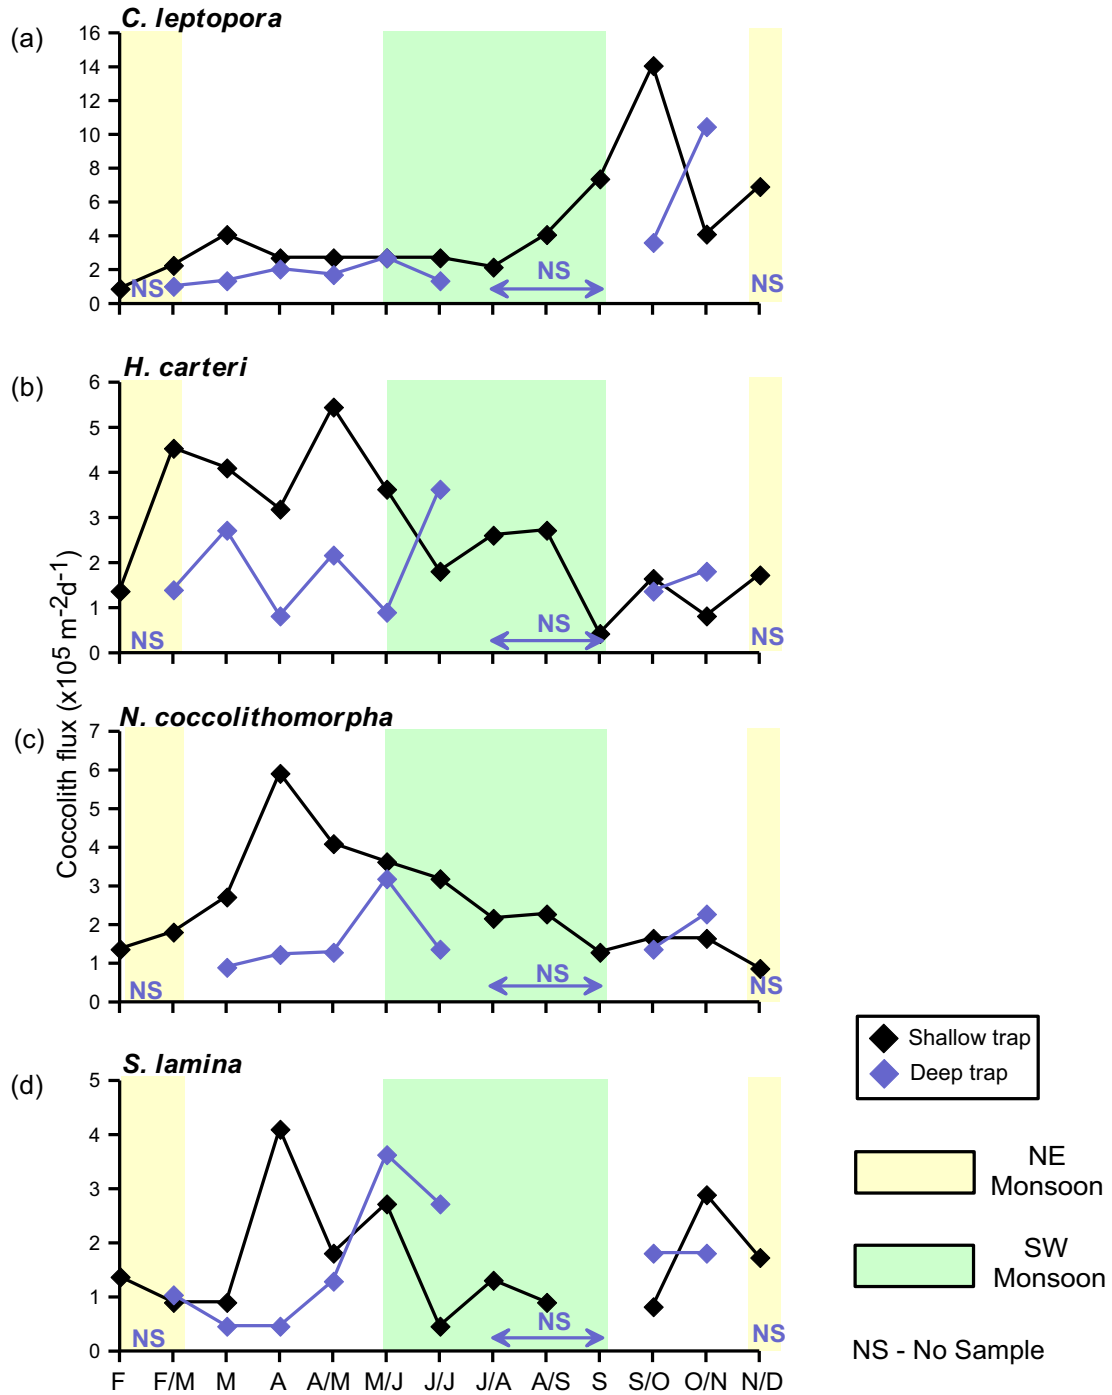 C. leptopora
(a)
16
14
12
10
8
6
4
2
0
NS
NS
NS
H. carteri
(b)
6
5
4
3
2
1
0
NS
NS
NS
Coccolith flux (x10⁵ m⁻²d⁻¹)
N. coccolithomorpha
(c)
7
6
5
4
3
2
1
0
NS
NS
NS
S. lamina
(d)
5
4
3
2
1
0
NS
NS
NS
F F/M M A A/M M/J J/J J/A A/S S S/O O/N N/D
Shallow trap
Deep trap
NE
Monsoon
SW
Monsoon
NS - No Sample